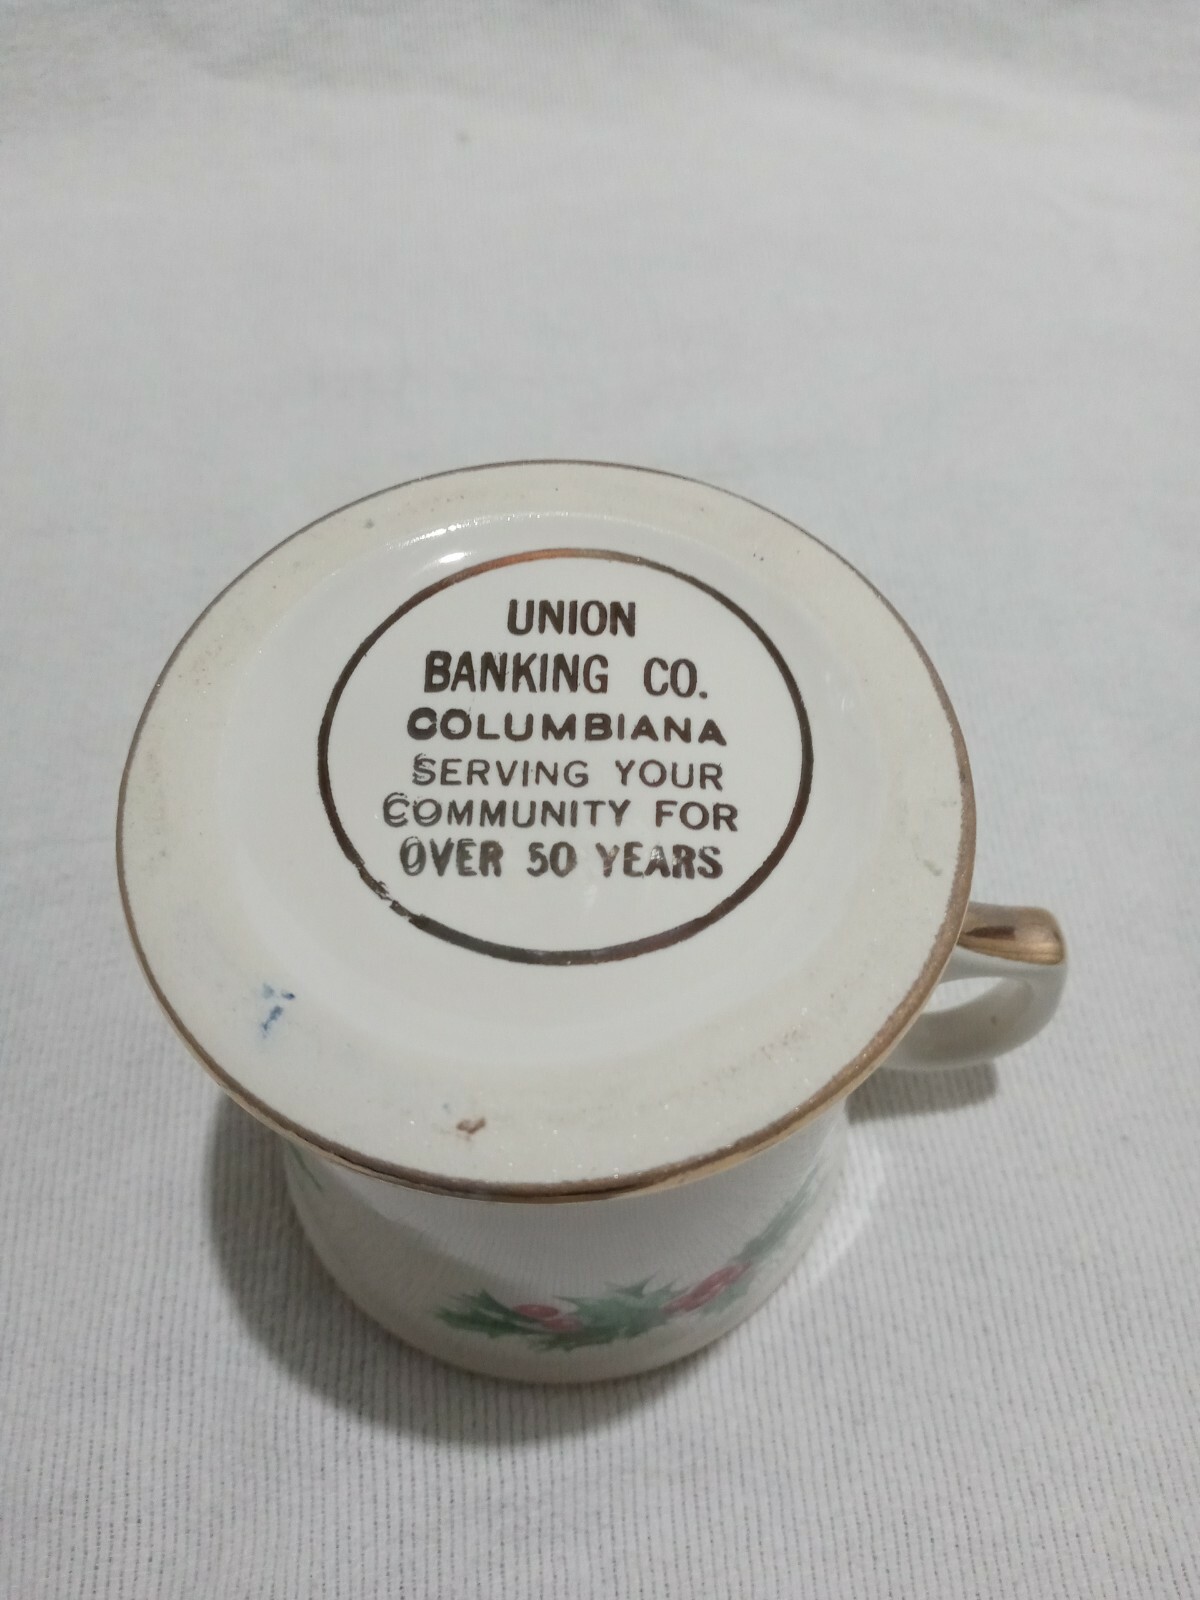 UNION
BANKING CO.
COLUMBIANA
SERVING YOUR
COMMUNITY FOR
OVER 50 YEARS